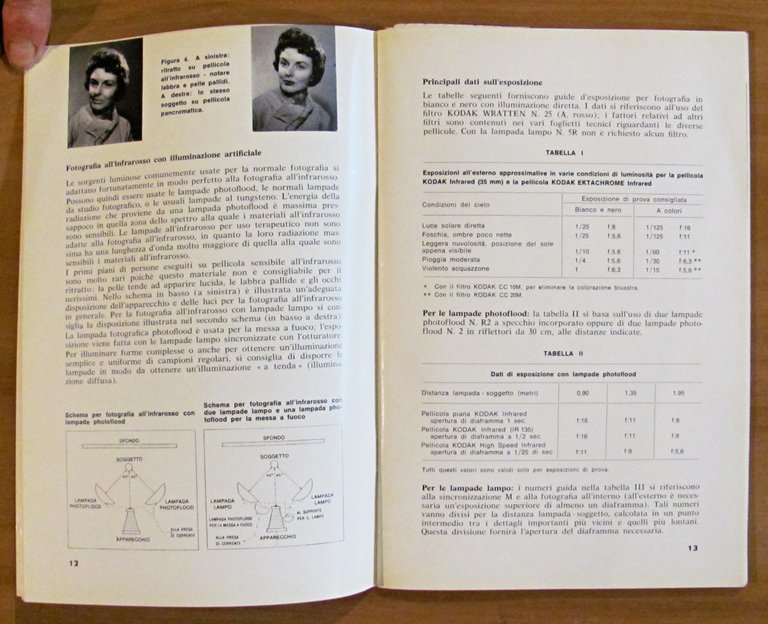 Figura 4. A sinistra:
ritratto su pellicola
all'infrarosso - notare
labbra e pelle pallidi.
A destra: lo stesso
soggetto su pellicola
pancromatica.
Fotografia all'infrarosso con illuminazione artificiale
Le sorgenti luminose comunemente usate per la normale fotografia si
adattano fortunatamente in modo perfetto alla fotografia all'infrarosso.
Possono quindi essere usate le lampade photoflood, le normali lampade
da studio fotografico, o le usuali lampade al tungsteno. L'energia della
radiazione che proviene da una lampada photoflood è massima pres-
sapoco in quella zona dello spettro alla quale i materiali all'infrarosso
sono sensibili. Le lampade all'infrarosso per uso terapeutico non sono
adatte alla fotografia all'infrarosso, in quanto la loro radiazione mas-
sima ha una lunghezza d'onda molto maggiore di quella alla quale sono
sensibili i materiali all'infrarosso.
I primi piani di persone eseguiti su pellicola sensibile all'infrarosso
sono molto rari poiché questo materiale non è consigliabile per il
ritratto: la pelle tende ad apparire lucida, le labbra pallide e gli occhi
nerissimi. Nello schema in basso (a sinistra) è illustrata un'adeguata
disposizione dell'apparecchio e delle luci per la fotografia all'infrarosso
in generale. Per la fotografia all'infrarosso con lampade lampo si con-
siglia la disposizione illustrata nel secondo schema (in basso a destra).
La lampada fotografica photoflood è usata per la messa a fuoco; l'espo-
sizione viene fatta con le lampade lampo sincronizzate con l'otturatore.
Per illuminare forme complesse o anche per ottenere un'illuminazione
semplice e uniforme di campioni regolari, si consiglia di disporre le
lampade in modo da ottenere un'illuminazione « a tenda » (illumina-
zione diffusa).
Schema per fotografia all'infrarosso con
lampade photoflood
SFONDO
SOGGETTO
45° 45°
LAMPADA
PHOTOFLOOD
LAMPADA
PHOTOFLOOD
ALLA PRESA
DI CORRENTE
APPARECCHIO
Schema per fotografia all'infrarosso con
due lampade lampo e una lampada pho-
toflood per la messa a fuoco
SFONDO
SOGGETTO
45° 45°
LAMPADA
LAMPO
LAMPADA
LAMPO
LAMPADA PHOTOFLOOD
PER LA MESSA A FUOCO
AL SUPPORTO
PER IL LAMPO
ALLA PRESA
DI CORRENTE
APPARECCHIO
12
Principali dati sull'esposizione
Le tabelle seguenti forniscono guide d'esposizione per fotografia in
bianco e nero con illuminazione diretta. I dati si riferiscono all'uso del
filtro KODAK WRATTEN N. 25 (A, rosso); i fattori relativi ad altri
filtri sono contenuti nei vari foglietti tecnici riguardanti le diverse
pellicole. Con la lampada lampo N. 5R non è richiesto alcun filtro.
TABELLA I
Esposizioni all'esterno approssimative in varie condizioni di luminosità per la pellicola
KODAK Infrared (35 mm) e la pellicola KODAK EKTACHROME Infrared
Condizioni del cielo Esposizione di prova consigliata
Bianco e nero A colori
Luce solare diretta 1/25 f:8 1/125 f:16
Foschia, ombre poco nette 1/25 f:5,6 1/125 f:11
Leggera nuvolosità, posizione del sole
appena visibile 1/10 f:5,6 1/60 f:11 *
Pioggia moderata 1/4 f:5,6 1/30 f:6,3 **
Violento acquazzone 1 f:6,3 1/15 f:5,6 **
* Con il filtro KODAK CC 10M, per eliminare la colorazione bluastra.
** Con il filtro KODAK CC 20M.
Per le lampade photoflood: la tabella II si basa sull'uso di due lampade
photoflood N. R2 a specchio incorporato oppure di due lampade photo-
flood N. 2 in riflettori da 30 cm, alle distanze indicate.
TABELLA II
Dati di esposizione con lampade photoflood
Distanza lampada - soggetto (metri) 0,90 1,35 1,95
Pellicola piana KODAK Infrared
apertura di diaframma 1 sec. f:16 f:11 f:8
Pellicola KODAK Infrared (IR 135)
apertura di diaframma a 1/2 sec. f:16 f:11 f:8
Pellicola KODAK High Speed Infrared
apertura di diaframma a 1/25 di sec. f:11 f:8 f:5,6
Tutti questi valori sono validi solo per esposizioni di prova.
Per le lampade lampo: i numeri guida nella tabella III si riferiscono
alla sincronizzazione M e alla fotografia all'interno (all'esterno è neces-
saria un'esposizione superiore di almeno un diaframma). Tali numeri
vanno divisi per la distanza lampada - soggetto, calcolata in un punto
intermedio tra i dettagli importanti più vicini e quelli più lontani.
Questa divisione fornirà l'apertura del diaframma necessaria.
13